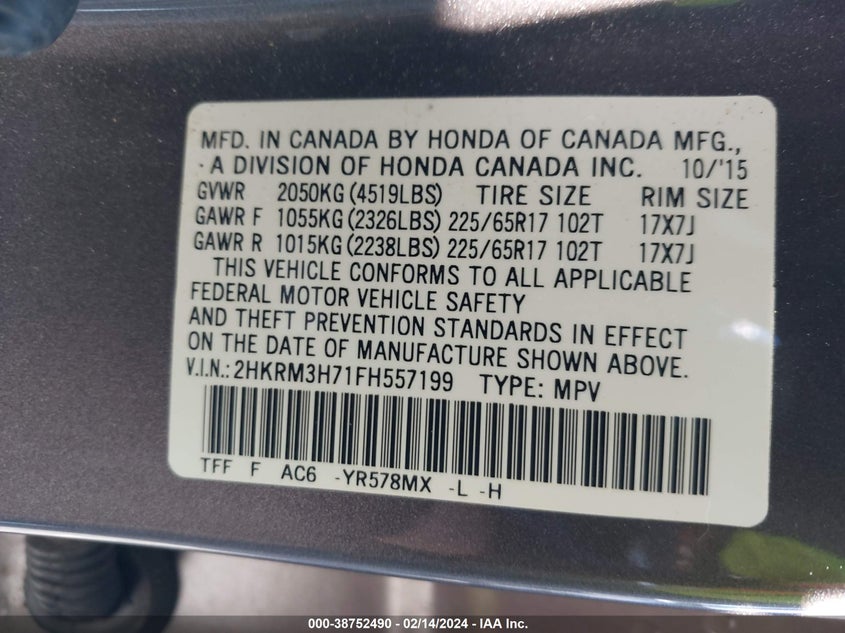 MFD. IN CANADA BY HONDA OF CANADA MFG.,
A DIVISION OF HONDA CANADA INC. 10/'15
GVWR 2050KG (4519LBS) TIRE SIZE RIM SIZE
GAWR F 1055KG (2326LBS) 225/65R17 102T 17X7J
GAWR R 1015KG (2238LBS) 225/65R17 102T 17X7J
THIS VEHICLE CONFORMS TO ALL APPLICABLE
FEDERAL MOTOR VEHICLE SAFETY
AND THEFT PREVENTION STANDARDS IN EFFECT
ON THE DATE OF MANUFACTURE SHOWN ABOVE.
V.I.N.: 2HKRM3H71FH557199 TYPE: MPV
TFF F AC6 -YR578MX -L -H
000-38752490 - 02/14/2024 - IAA Inc.